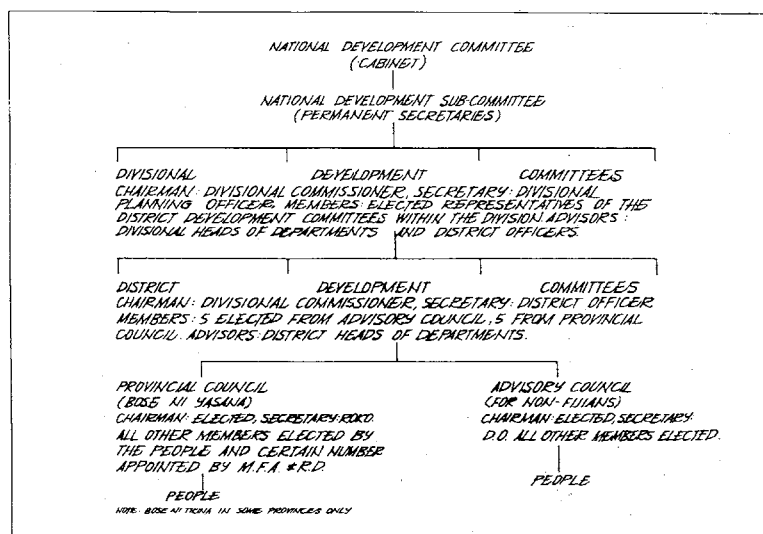 NATIONAL DEVELOPMENT COMMITTEE
(CABINET)
NATIONAL DEVELOPMENT SUB-COMMITTEE
(PERMANENT SECRETARIES)
DIVISIONAL DEVELOPMENT COMMITTEES
CHAIRMAN: DIVISIONAL COMMISSIONER, SECRETARY: DIVISIONAL
PLANNING OFFICER, MEMBERS: ELECTED REPRESENTATIVES OF THE
DISTRICT DEVELOPMENT COMMITTEES WITHIN THE DIVISION. ADVISORS:
DIVISIONAL HEADS OF DEPARTMENTS AND DISTRICT OFFICERS.
DISTRICT DEVELOPMENT COMMITTEES
CHAIRMAN: DIVISIONAL COMMISSIONER, SECRETARY: DISTRICT OFFICER
MEMBERS: 5 ELECTED FROM ADVISORY COUNCIL, 5 FROM PROVINCIAL
COUNCIL. ADVISORS: DISTRICT HEADS OF DEPARTMENTS.
PROVINCIAL COUNCIL
(BOSE NI YASANA)
CHAIRMAN: ELECTED, SECRETARY: ROKO.
ALL OTHER MEMBERS ELECTED BY
THE PEOPLE AND CERTAIN NUMBER
APPOINTED BY M.F.A. & R.D.
PEOPLE
NOTE: BOSE NI TIKINA IN SOME PROVINCES ONLY
ADVISORY COUNCIL
(FOR NON-FIJIANS)
CHAIRMAN: ELECTED, SECRETARY:
D.O. ALL OTHER MEMBERS ELECTED.
PEOPLE